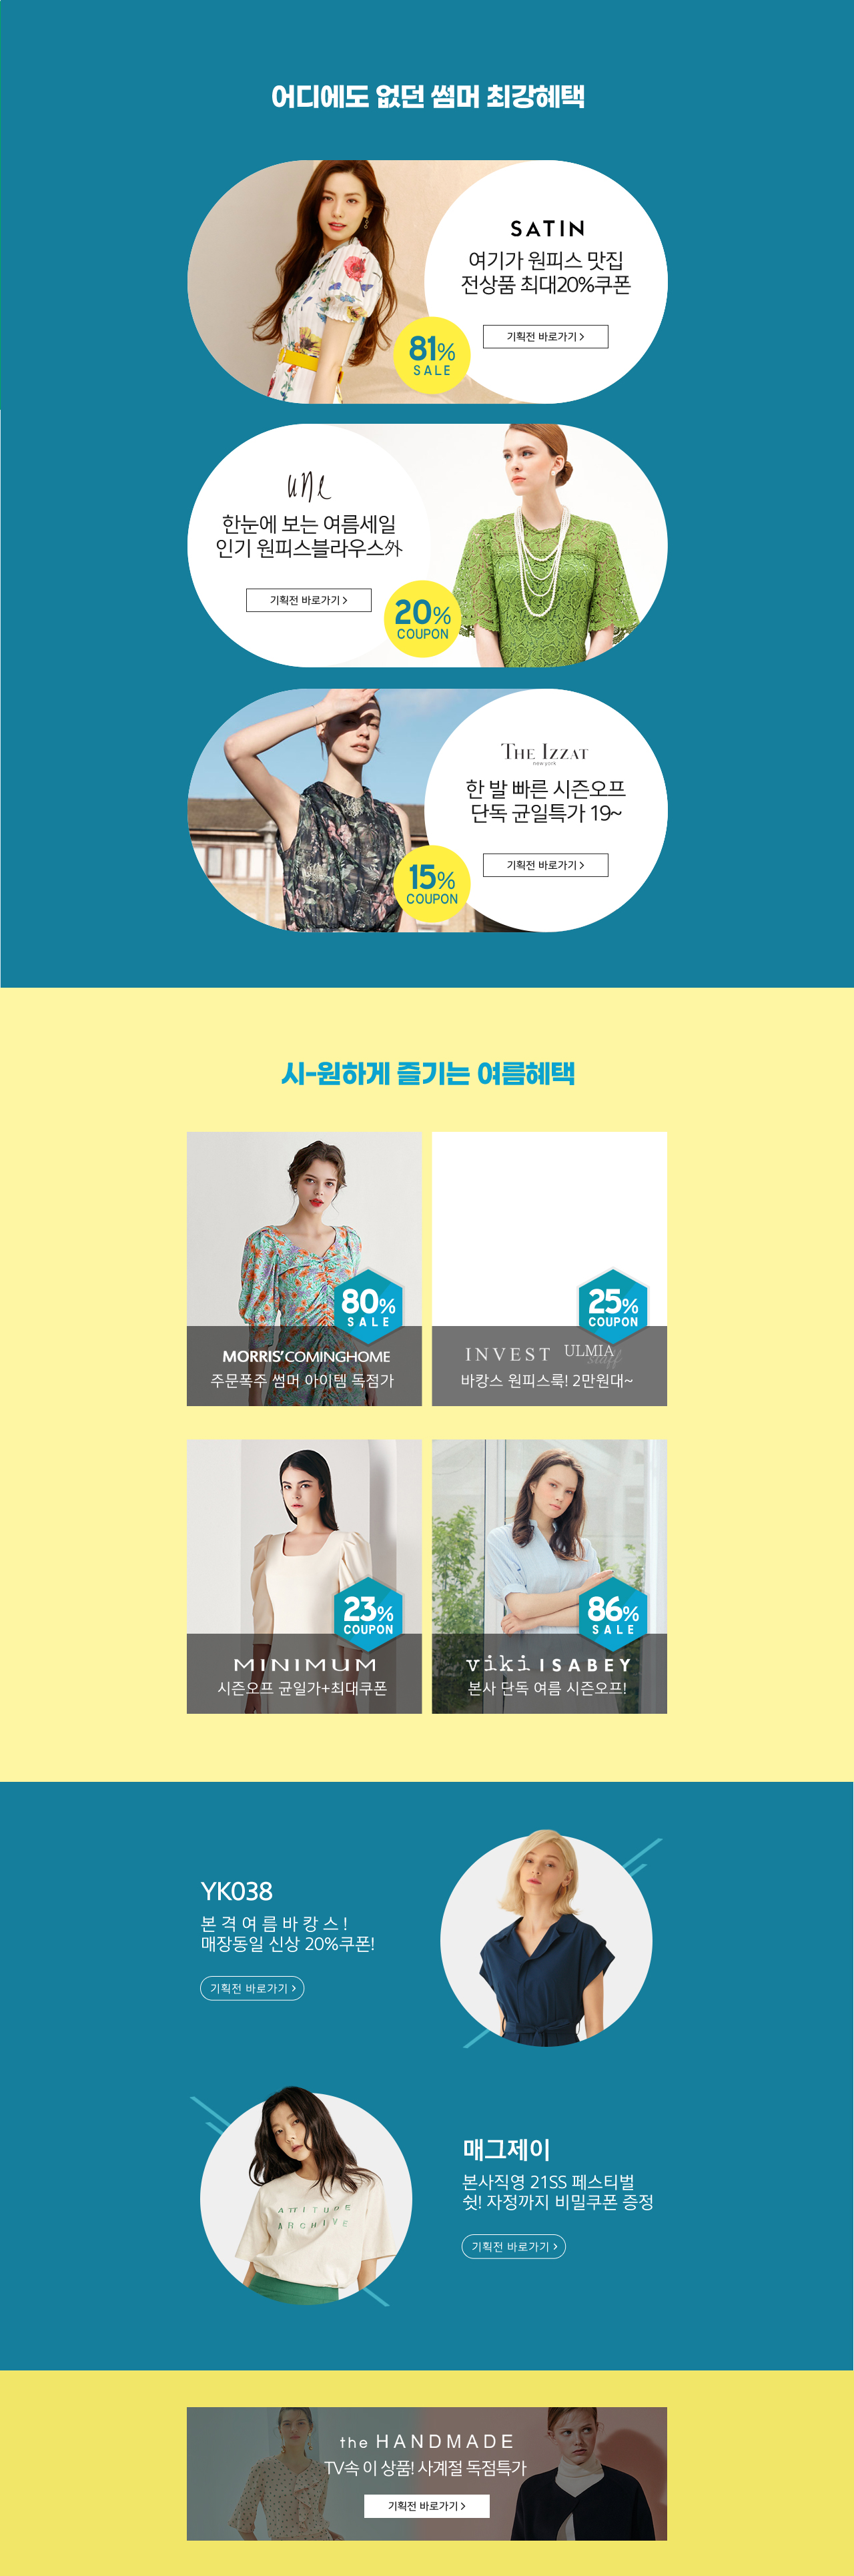 어디에도 없던 썸머 최강혜택
SATIN
여기가 원피스 맛집
전상품 최대20%쿠폰
기획전 바로가기 >
81%
SALE
une
한눈에 보는 여름세일
인기 원피스블라우스外
기획전 바로가기 >
20%
COUPON
THE IZZAT
new york
한 발 빠른 시즌오프
단독 균일특가 19~
기획전 바로가기 >
15%
COUPON
시-원하게 즐기는 여름혜택
80%
SALE
MORRIS'COMINGHOME
주문폭주 썸머 아이템 독점가
25%
COUPON
INVEST ULMIA
staff
바캉스 원피스룩! 2만원대~
23%
COUPON
MINIMUM
시즌오프 균일가+최대쿠폰
86%
SALE
viki ISABEY
본사 단독 여름 시즌오프!
YK038
본격여름바캉스!
매장동일 신상 20%쿠폰!
기획전 바로가기 >
ATTITUDE
ARCHIVE
매그제이
본사직영 21SS 페스티벌
쉿! 자정까지 비밀쿠폰 증정
기획전 바로가기 >
the HANDMADE
TV속 이 상품! 사계절 독점특가
기획전 바로가기 >